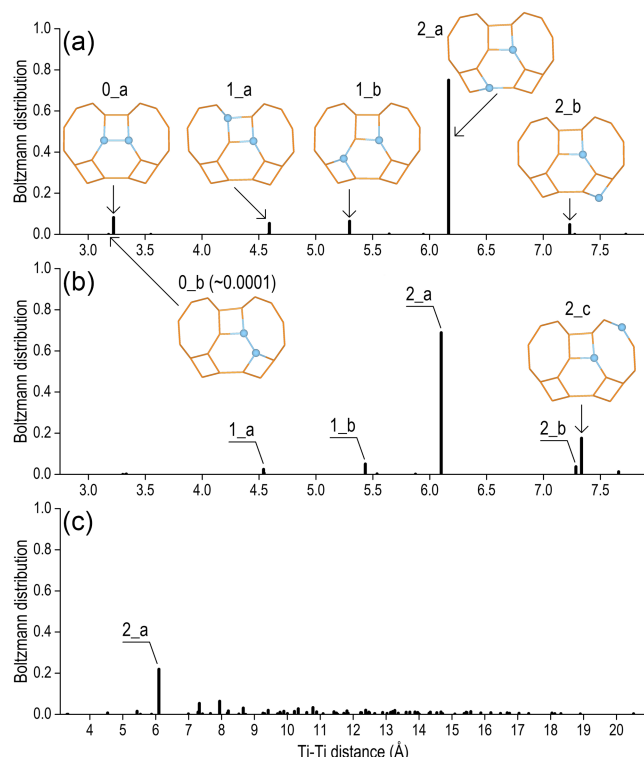 (a)
Boltzmann distribution
1.0
0.8
0.6
0.4
0.2
0.0
0_a
1_a
1_b
2_a
2_b
3.0 3.5 4.0 4.5 5.0 5.5 6.0 6.5 7.0 7.5
0_b (~0.0001)
(b)
Boltzmann distribution
1.0
0.8
0.6
0.4
0.2
0.0
1_a
1_b
2_a
2_b
2_c
3.0 3.5 4.0 4.5 5.0 5.5 6.0 6.5 7.0 7.5
(c)
Boltzmann distribution
1.0
0.8
0.6
0.4
0.2
0.0
2_a
4 5 6 7 8 9 10 11 12 13 14 15 16 17 18 19 20
Ti-Ti distance (Å)